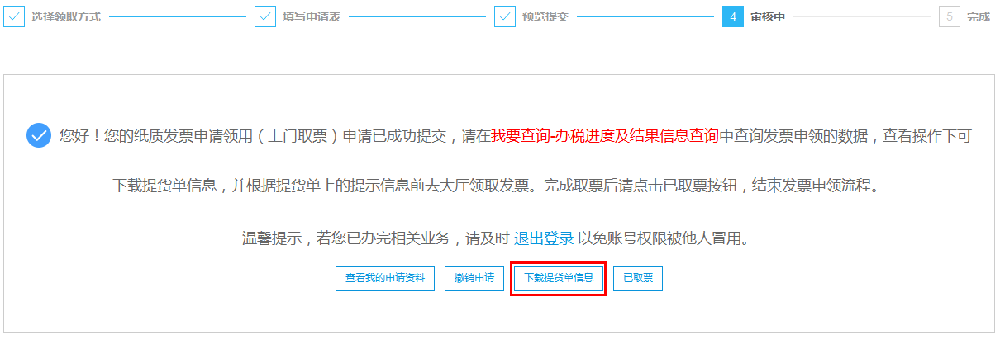 选择领取方式 填写申请表 预览提交 4 审核中 5 完成
您好！您的纸质发票申请领用（上门取票）申请已成功提交，请在我要查询-办税进度及结果信息查询中查询发票申领的数据，查看操作下可
下载提货单信息，并根据提货单上的提示信息前去大厅领取发票。完成取票后请点击已取票按钮，结束发票申领流程。
温馨提示，若您已办完相关业务，请及时 退出登录 以免账号权限被他人冒用。
查看我的申请资料 撤销申请 下载提货单信息 已取票